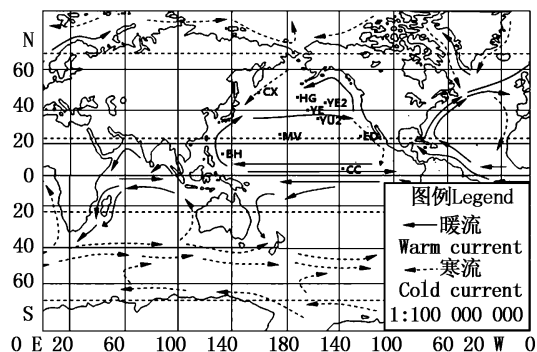 N
60
40
20
0
20
40
60
S
CX
HG
YE2
YE
YU2
MV
EO
BH
CC
图例Legend
暖流
Warm current
寒流
Cold current
1:100 000 000
0 E 20 60 100 140 180 140 100 60 20 W 0